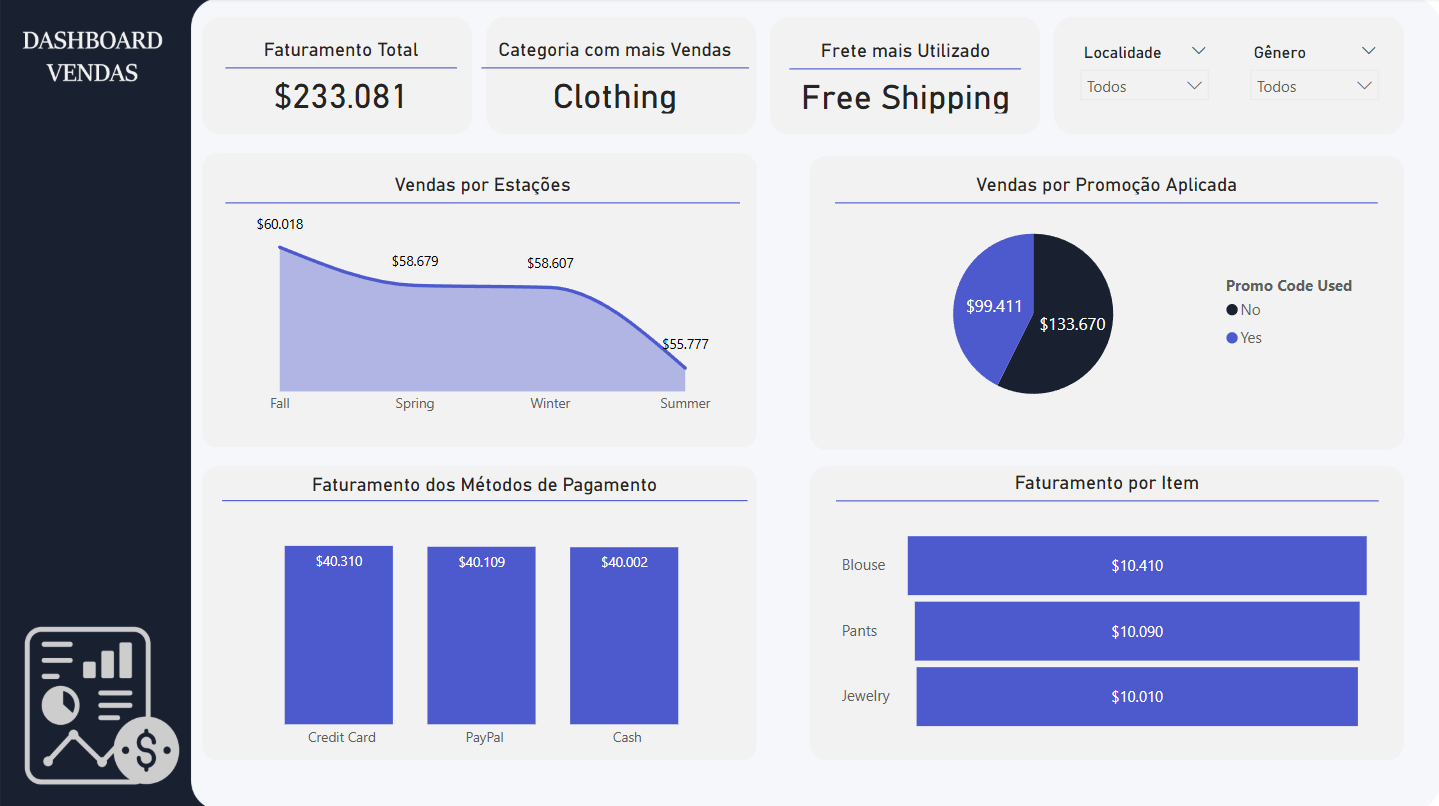 DASHBOARD
VENDAS
Faturamento Total
$233.081
Categoria com mais Vendas
Clothing
Frete mais Utilizado
Free Shipping
Localidade
Todos
Gênero
Todos
Vendas por Estações
$60.018
$58.679
$58.607
$55.777
Fall
Spring
Winter
Summer
Vendas por Promoção Aplicada
$99.411
$133.670
Promo Code Used
No
Yes
Faturamento dos Métodos de Pagamento
$40.310
$40.109
$40.002
Credit Card
PayPal
Cash
Faturamento por Item
Blouse
$10.410
Pants
$10.090
Jewelry
$10.010
$